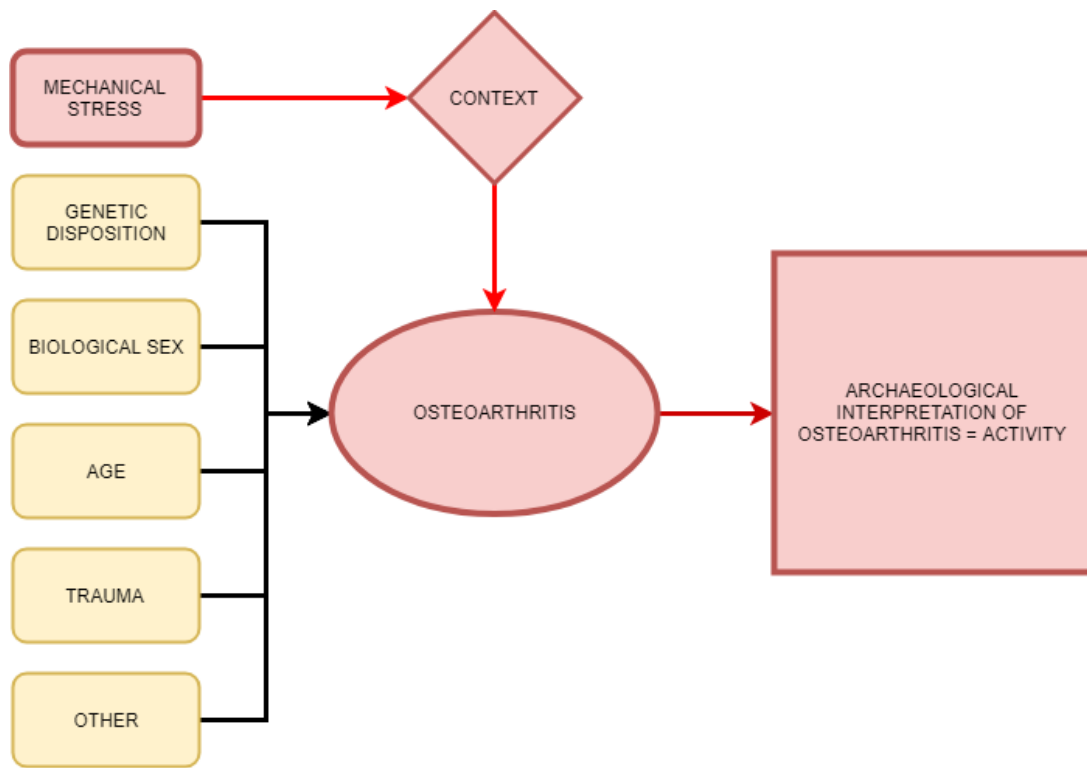 MECHANICAL
STRESS
CONTEXT
GENETIC
DISPOSITION
BIOLOGICAL SEX
AGE
TRAUMA
OTHER
OSTEOARTHRITIS
ARCHAEOLOGICAL
INTERPRETATION OF
OSTEOARTHRITIS = ACTIVITY